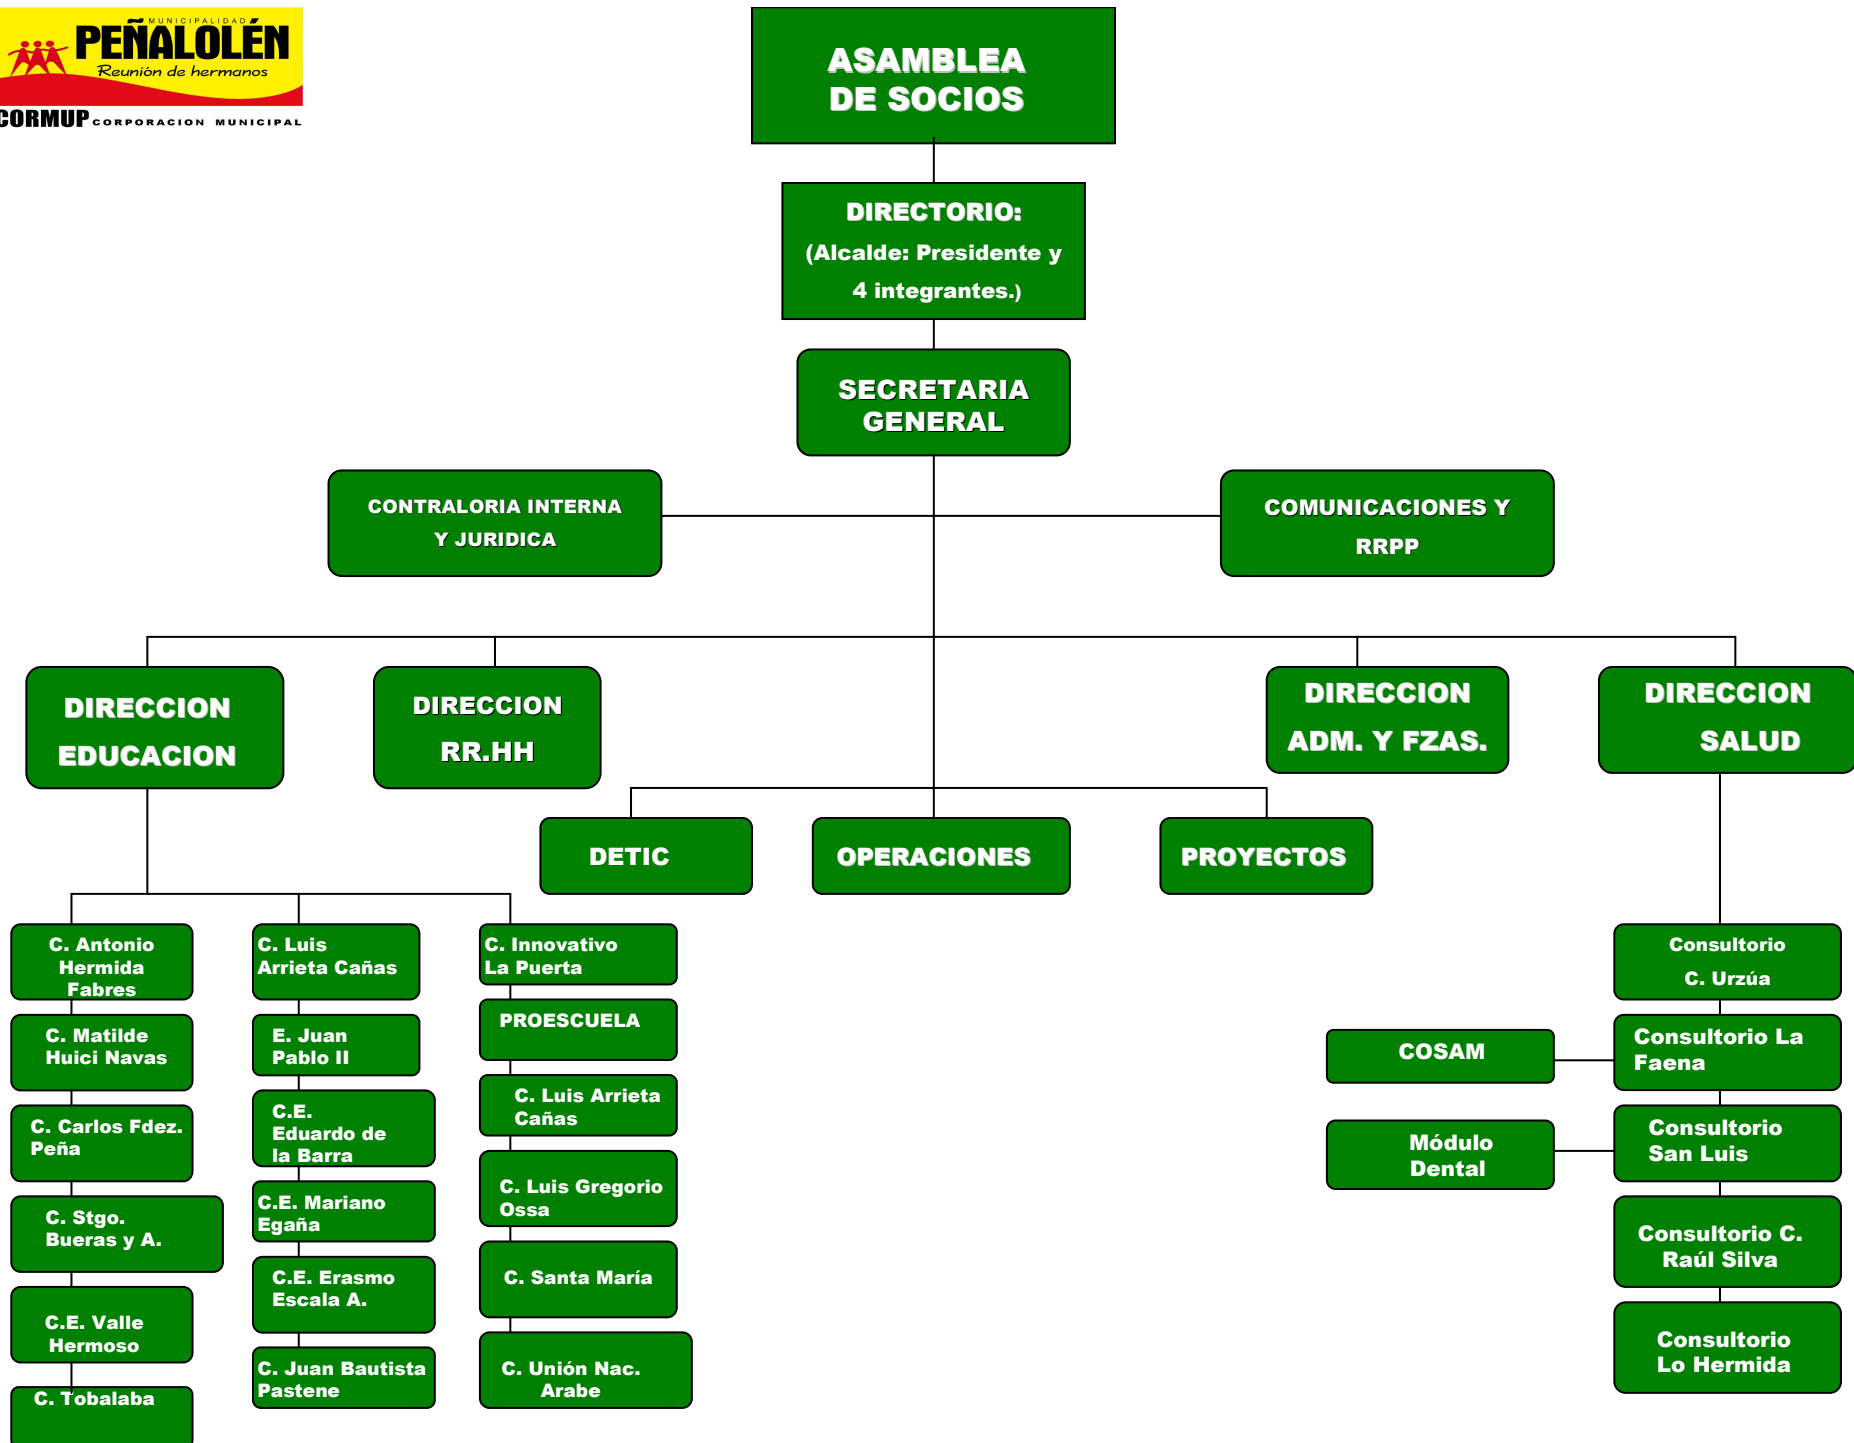 MUNICIPALIDAD
PEÑALOLÉN
Reunión de hermanos
CORMUP CORPORACION MUNICIPAL
ASAMBLEA
DE SOCIOS
DIRECTORIO:
(Alcalde: Presidente y
4 integrantes.)
SECRETARIA
GENERAL
CONTRALORIA INTERNA
Y JURIDICA
COMUNICACIONES Y
RRPP
DIRECCION
EDUCACION
DIRECCION
RR.HH
DIRECCION
ADM. Y FZAS.
DIRECCION
SALUD
DETIC
OPERACIONES
PROYECTOS
C. Antonio
Hermida
Fabres
C. Matilde
Huici Navas
C. Carlos Fdez.
Peña
C. Stgo.
Bueras y A.
C.E. Valle
Hermoso
C. Tobalaba
C. Luis
Arrieta Cañas
E. Juan
Pablo II
C.E.
Eduardo de
la Barra
C.E. Mariano
Egaña
C.E. Erasmo
Escala A.
C. Juan Bautista
Pastene
C. Innovativo
La Puerta
PROESCUELA
C. Luis Arrieta
Cañas
C. Luis Gregorio
Ossa
C. Santa María
C. Unión Nac.
Arabe
Consultorio
C. Urzúa
COSAM
Consultorio La
Faena
Módulo
Dental
Consultorio
San Luis
Consultorio C.
Raúl Silva
Consultorio
Lo Hermida